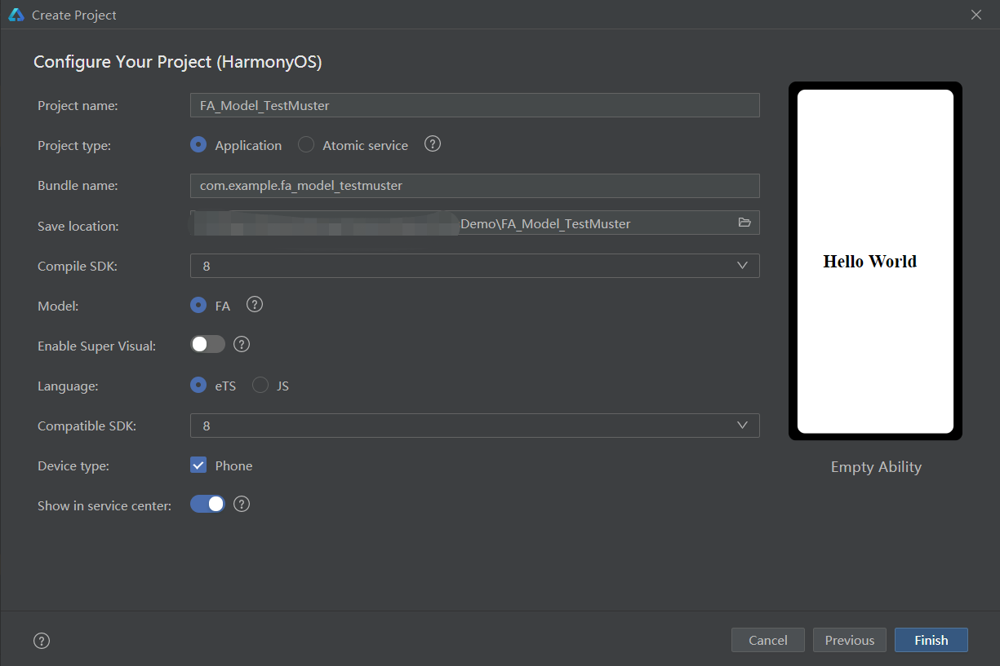 Create Project
Configure Your Project (HarmonyOS)
Project name: FA_Model_TestMuster
Project type: Application Atomic service ?
Bundle name: com.example.fa_model_testmuster
Save location: Demo\FA_Model_TestMuster
Compile SDK: 8
Model: FA ?
Enable Super Visual: ?
Language: eTS JS
Compatible SDK: 8
Device type: Phone
Show in service center: ?
Hello World
Empty Ability
? Cancel Previous Finish